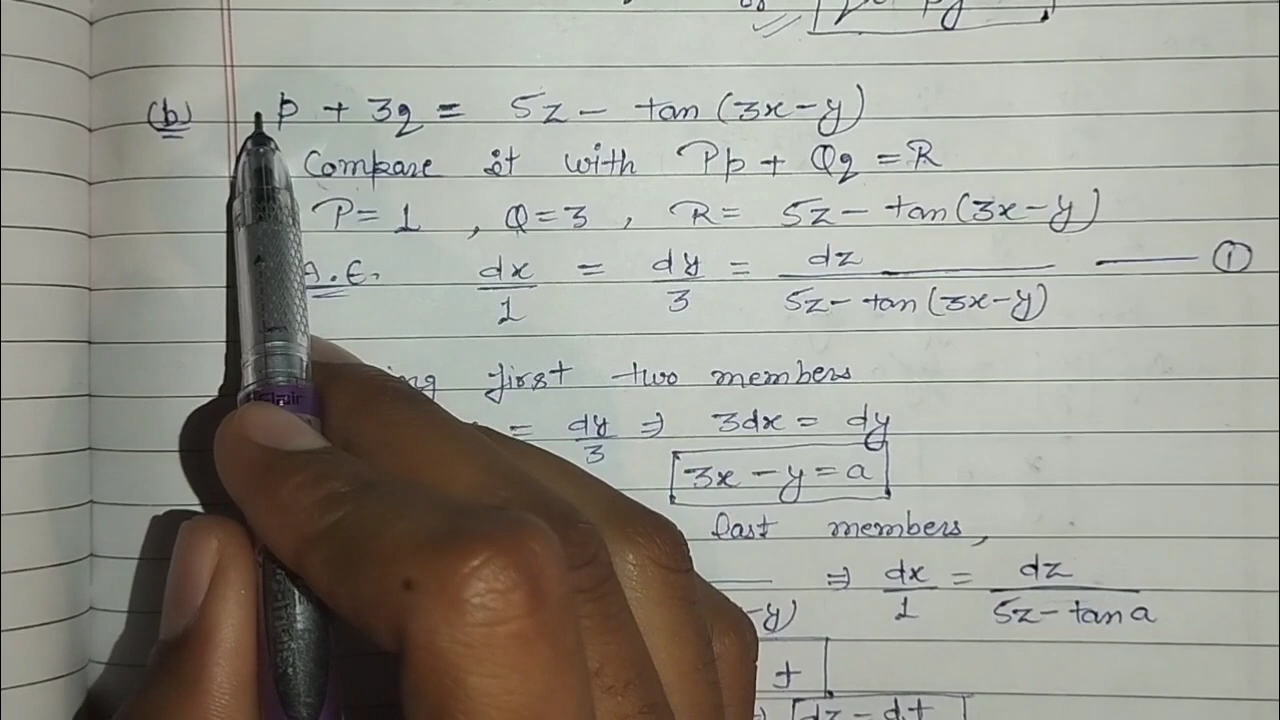 (b) p + 3q = 5z - tan (3x-y)
Compare it with Pp + Qq = R
P = 1 , Q = 3 , R = 5z - tan (3x-y)
A.E. dx/1 = dy/3 = dz/(5z - tan (3x-y)) —— ①
first two members
= dy/3 ⇒ 3dx = dy
3x - y = a
last members,
-y) ⇒ dx/1 = dz/(5z - tan a)